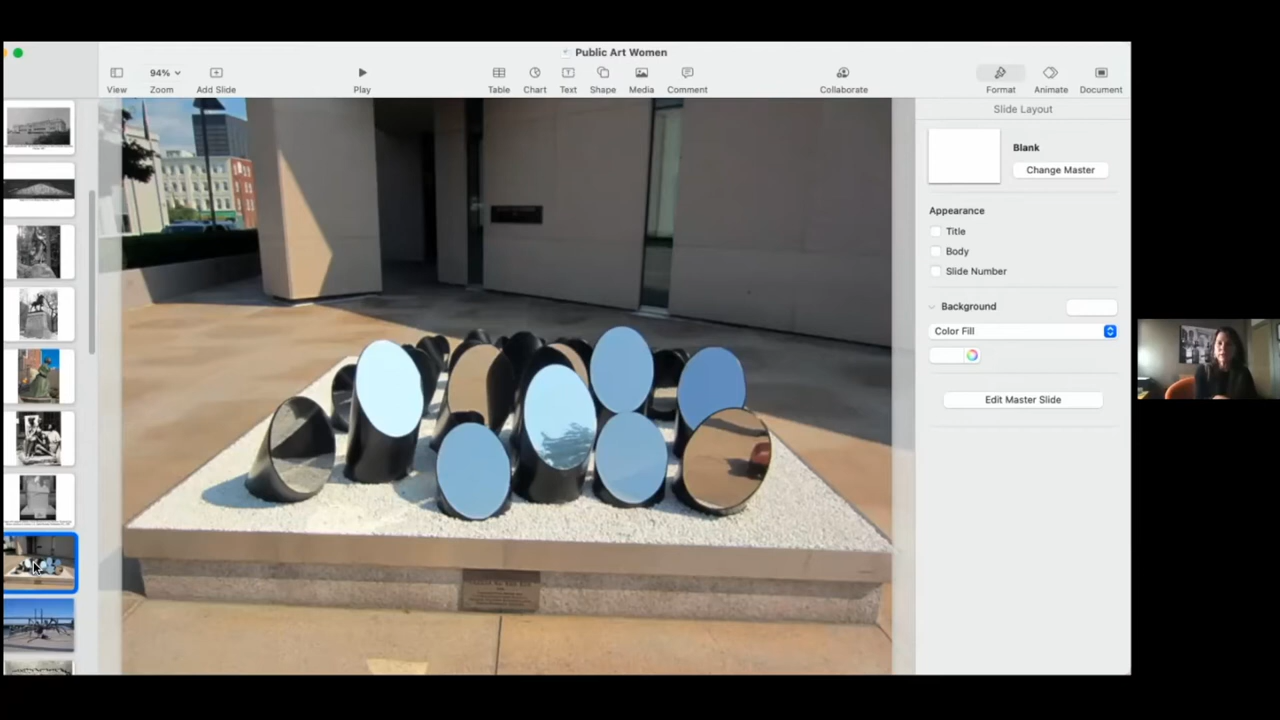 Public Art Women
View
94%
Zoom
Add Slide
Play
Table
Chart
Text
Shape
Media
Comment
Collaborate
Format
Animate
Document
Slide Layout
Blank
Change Master
Appearance
Title
Body
Slide Number
Background
Color Fill
Edit Master Slide